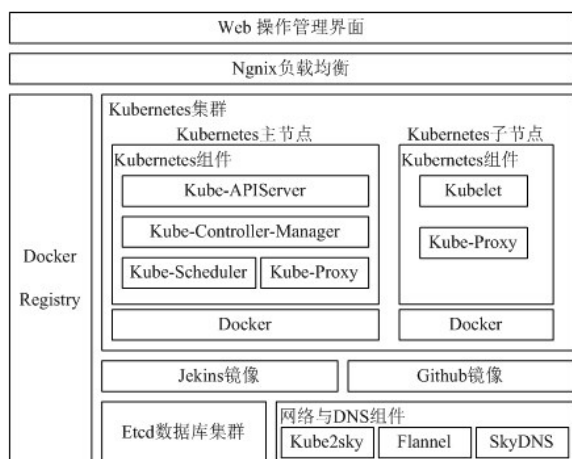 Web 操作管理界面
Ngnix负载均衡
Docker
Registry
Kubernetes集群
Kubernetes主节点
Kubernetes组件
Kube-APIServer
Kube-Controller-Manager
Kube-Scheduler
Kube-Proxy
Docker
Kubernetes子节点
Kubernetes组件
Kubelet
Kube-Proxy
Docker
Jekins镜像
Github镜像
Etcd数据库集群
网络与DNS组件
Kube2sky
Flannel
SkyDNS